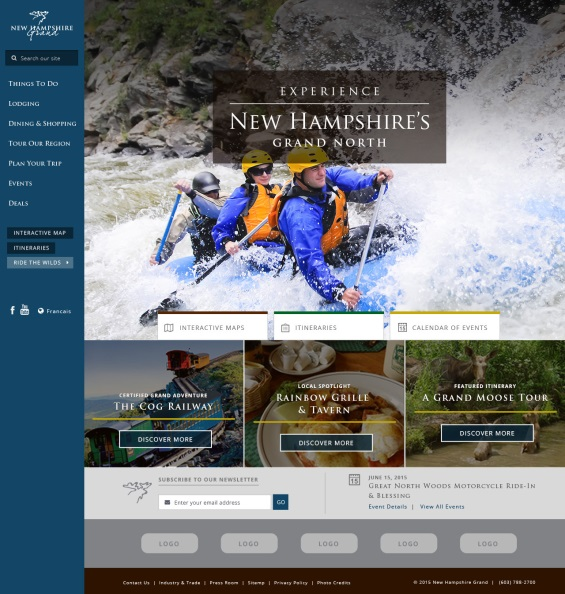 NEW HAMPSHIRE
Grand
Search our site
THINGS TO DO
LODGING
DINING & SHOPPING
TOUR OUR REGION
PLAN YOUR TRIP
EVENTS
DEALS
INTERACTIVE MAP
ITINERARIES
RIDE THE WILDS
f
You
Tube
Francais
EXPERIENCE
NEW HAMPSHIRE'S
GRAND NORTH
INTERACTIVE MAPS
ITINERARIES
15
CALENDAR OF EVENTS
CERTIFIED GRAND ADVENTURE
THE COG RAILWAY
DISCOVER MORE
LOCAL SPOTLIGHT
RAINBOW GRILLE
& TAVERN
DISCOVER MORE
FEATURED ITINERARY
A GRAND MOOSE TOUR
DISCOVER MORE
SUBSCRIBE TO OUR NEWSLETTER
Enter your email address
GO
15
JUNE 15, 2015
GREAT NORTH WOODS MOTORCYCLE RIDE-IN
& BLESSING
Event Details | View All Events
LOGO LOGO LOGO LOGO LOGO
Contact Us | Industry & Trade | Press Room | Sitemp | Privacy Policy | Photo Credits
© 2015 New Hampshire Grand | (603) 788-2700